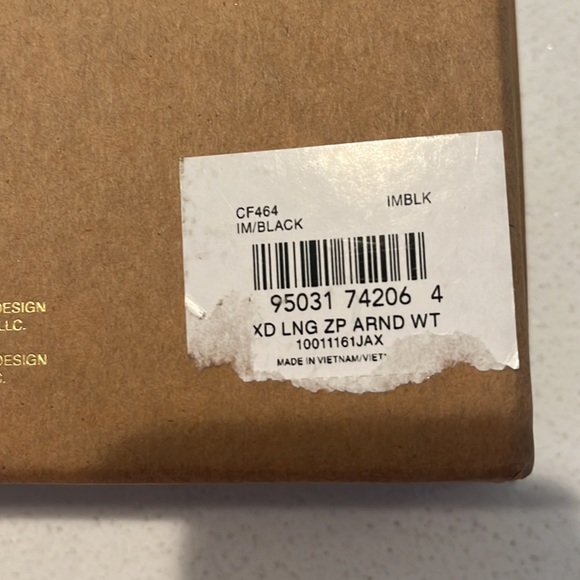 CF464 IMBLK
IM/BLACK
95031 74206 4
XD LNG ZP ARND WT
10011161JAX
MADE IN VIETNAM/VIET
DESIGN
LLC.
DESIGN